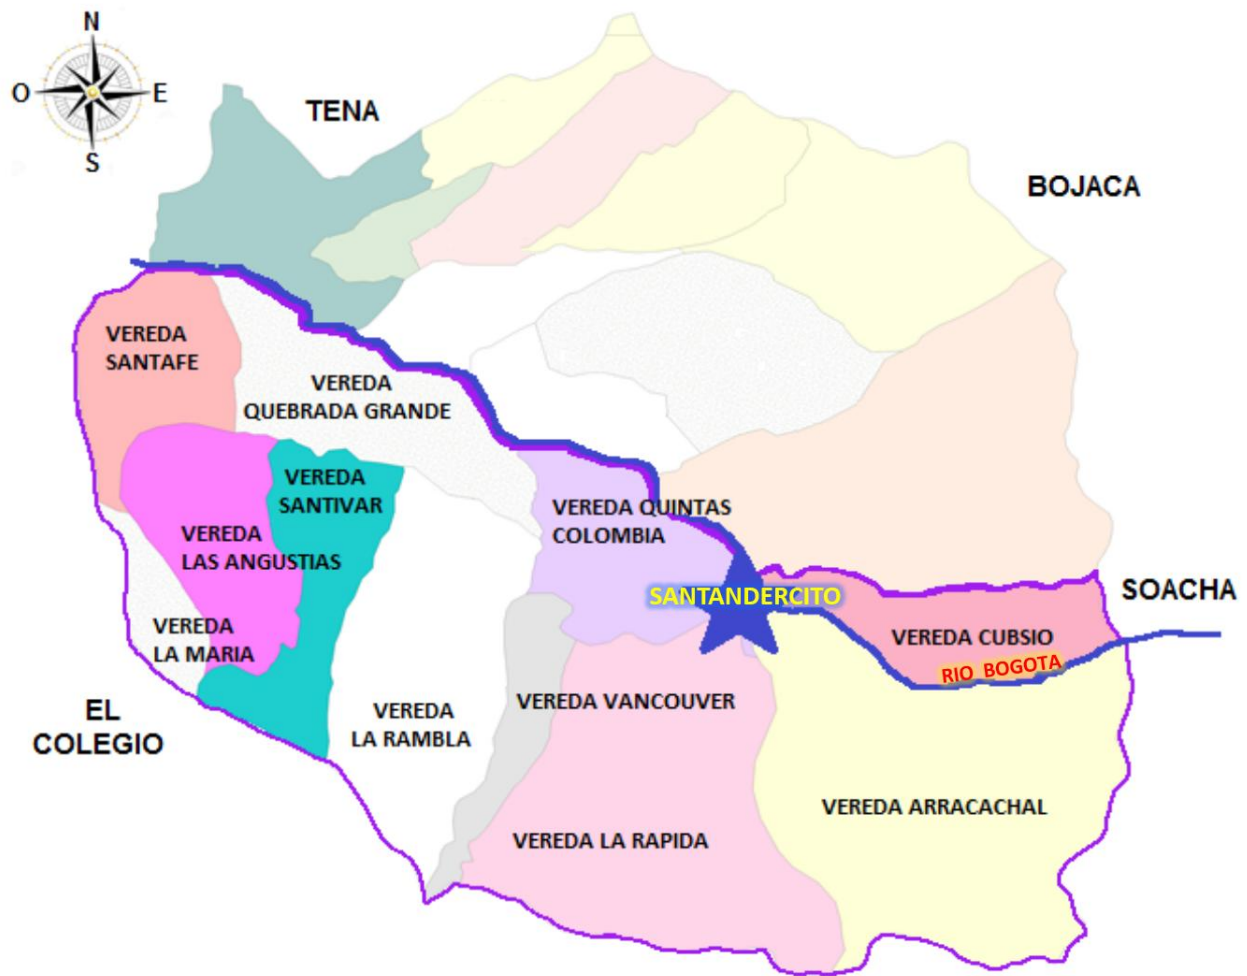 N
O
E
S
TENA
BOJACA
VEREDA
SANTAFE
VEREDA
QUEBRADA GRANDE
VEREDA
SANTIVAR
VEREDA QUINTAS
COLOMBIA
VEREDA
LAS ANGUSTIAS
SANTANDERCITO
SOACHA
VEREDA
LA MARIA
VEREDA CUBSIO
RIO BOGOTA
EL
COLEGIO
VEREDA
LA RAMBLA
VEREDA VANCOUVER
VEREDA ARRACACHAL
VEREDA LA RAPIDA